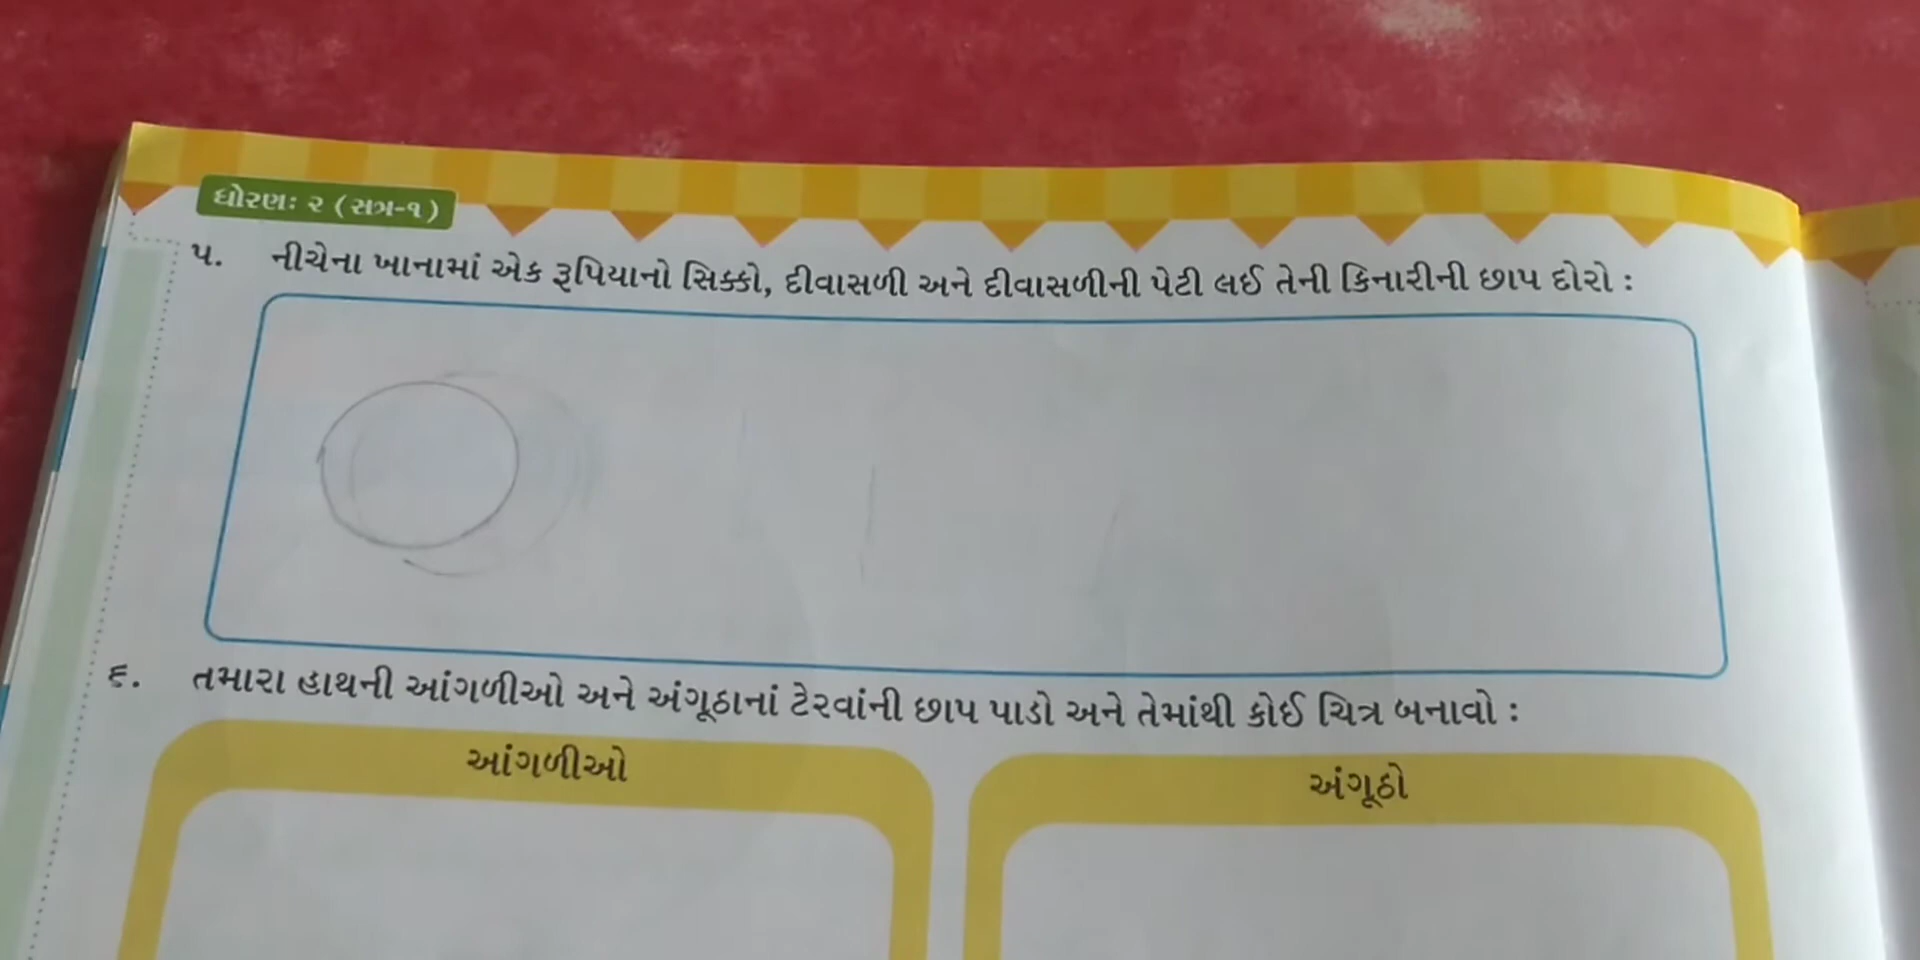 ધોરણઃ ૨ (સત્ર-૧)
૫. નીચેના ખાનામાં એક રૂપિયાનો સિક્કો, દીવાસળી અને દીવાસળીની પેટી લઈ તેની કિનારીની છાપ દોરો :
૬. તમારા હાથની આંગળીઓ અને અંગૂઠાનાં ટેરવાંની છાપ પાડો અને તેમાંથી કોઈ ચિત્ર બનાવો :
આંગળીઓ
અંગૂઠો